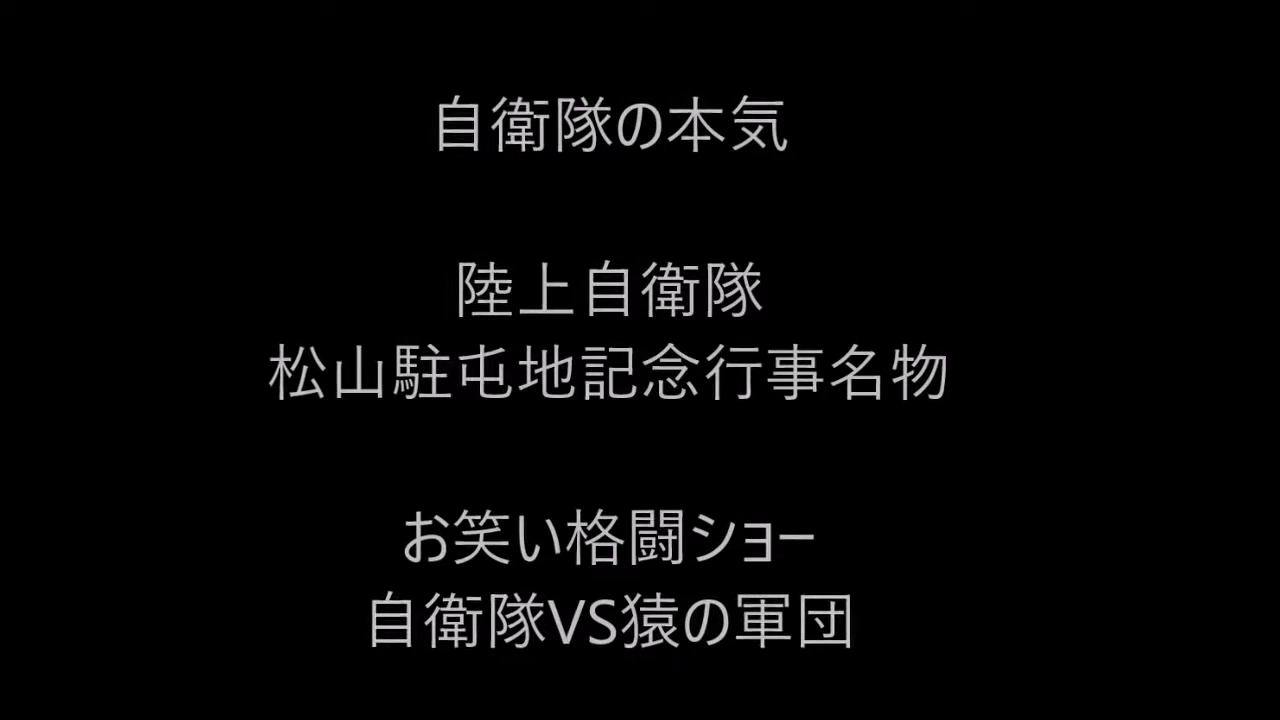 自衛隊の本気
陸上自衛隊
松山駐屯地記念行事名物
お笑い格闘ショー
自衛隊VS猿の軍団